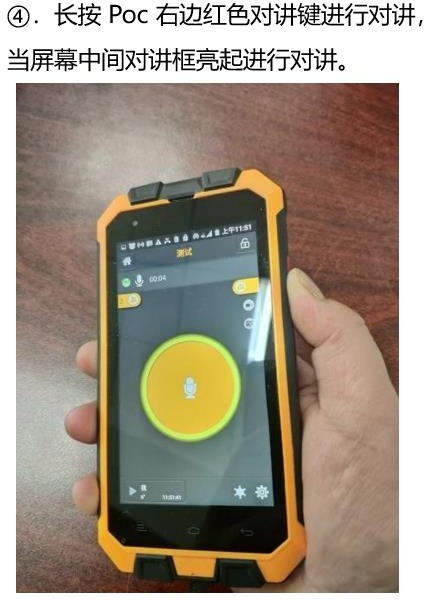 ④．长按 Poc 右边红色对讲键进行对讲，
当屏幕中间对讲框亮起进行对讲。
上午11:51
测试
00:04
我
6"
11:51:41